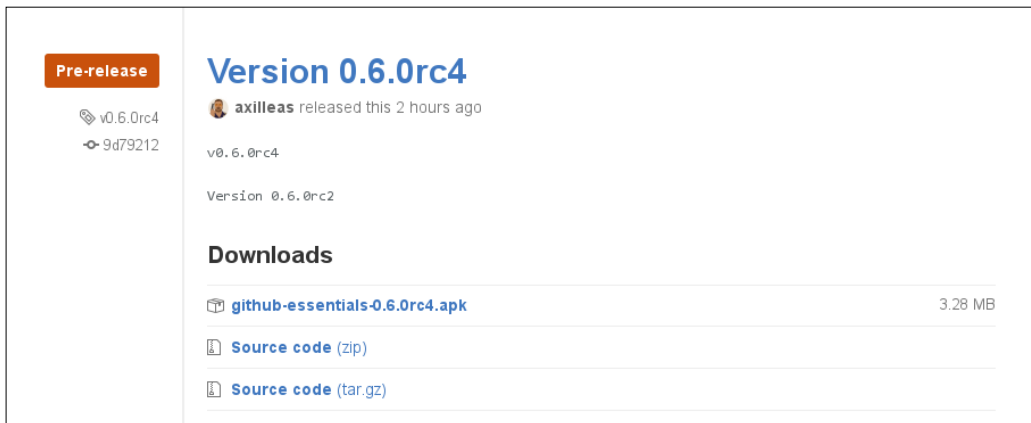 Pre-release
v0.6.0rc4
9d79212
Version 0.6.0rc4
axilleas released this 2 hours ago
v0.6.0rc4
Version 0.6.0rc2
Downloads
github-essentials-0.6.0rc4.apk 3.28 MB
Source code (zip)
Source code (tar.gz)